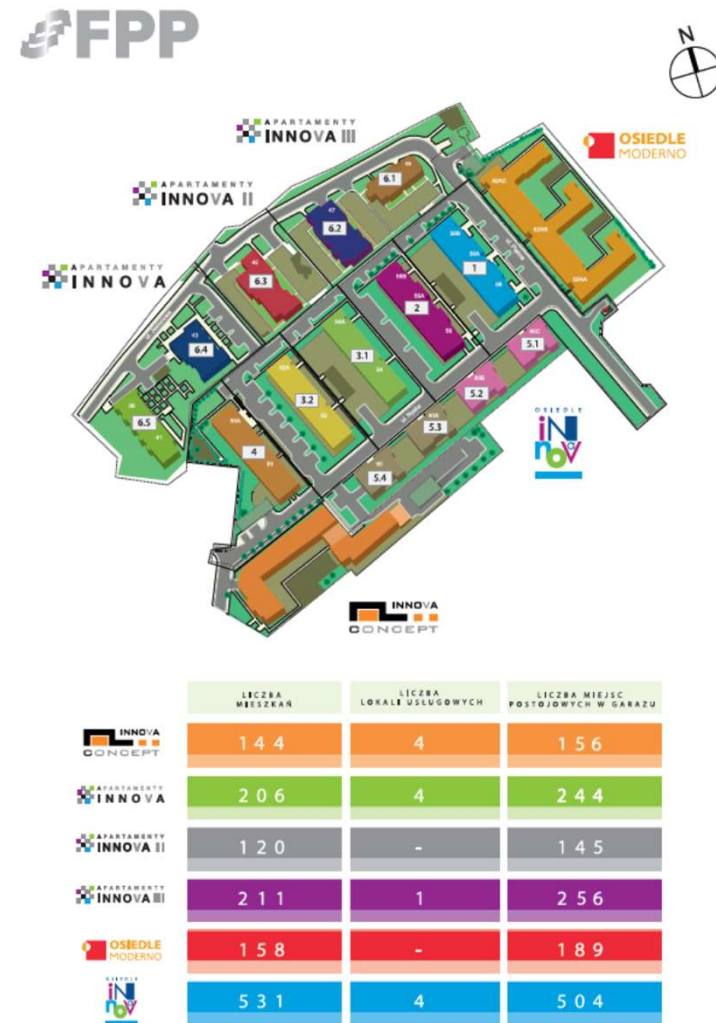 FPP
N
APARTAMENTY
INNOVA III
OSIEDLE
MODERNO
APARTAMENTY
INNOVA II
APARTAMENTY
INNOVA
6.1
47
6.2
6.3
1
2
6.4
3.1
5.1
3.2
5.2
6.5
5.3
4
5.4
OSIEDLE
iNNovA
INNOVA
CONCEPT
LICZBA
MIESZKAŃ
LICZBA
LOKALI USŁUGOWYCH
LICZBA MIEJSC
POSTOJOWYCH W GARAŻU
INNOVA
CONCEPT
144 4 156
APARTAMENTY
INNOVA
206 4 244
APARTAMENTY
INNOVA II
120 - 145
APARTAMENTY
INNOVA III
211 1 256
OSIEDLE
MODERNO
158 - 189
OSIEDLE
iNNovA
531 4 504